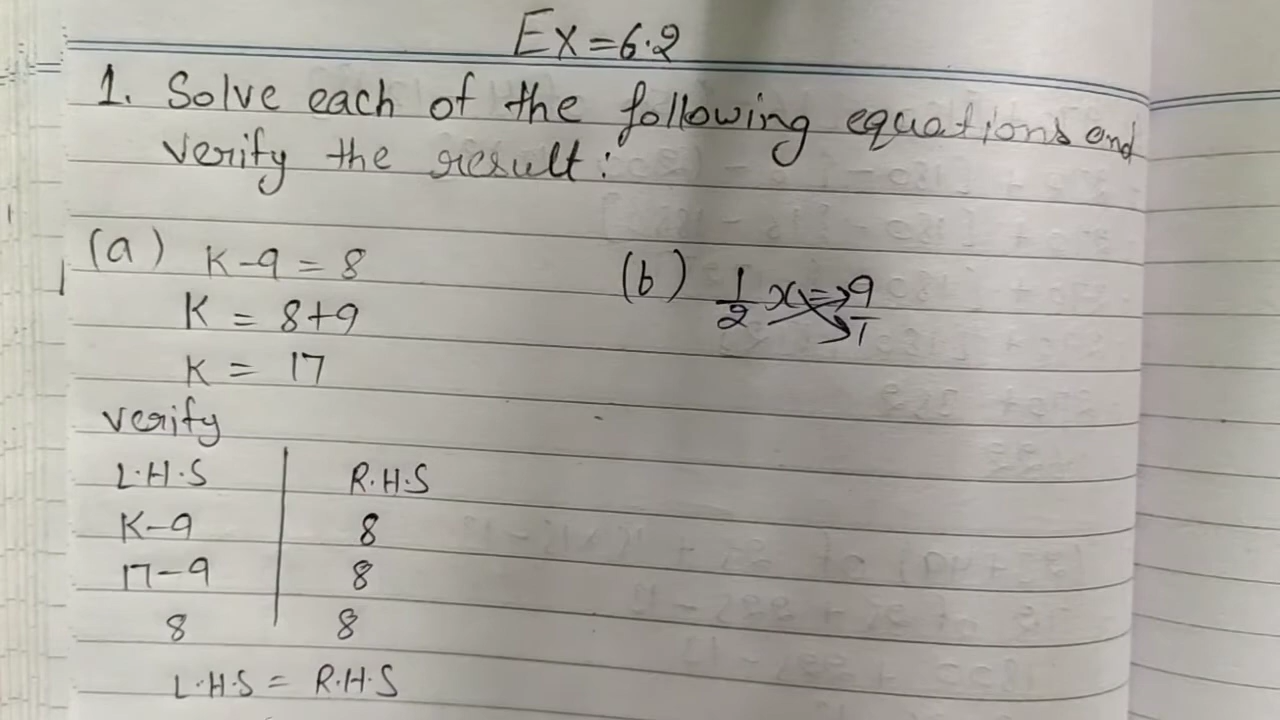 Ex = 6.2
1. Solve each of the following equations and
verify the result:
(a) K-9 = 8
K = 8+9
K = 17
verify
L.H.S | R.H.S
K-9 | 8
17-9 | 8
8 | 8
L.H.S = R.H.S
(b) 1/2 x = 9/1